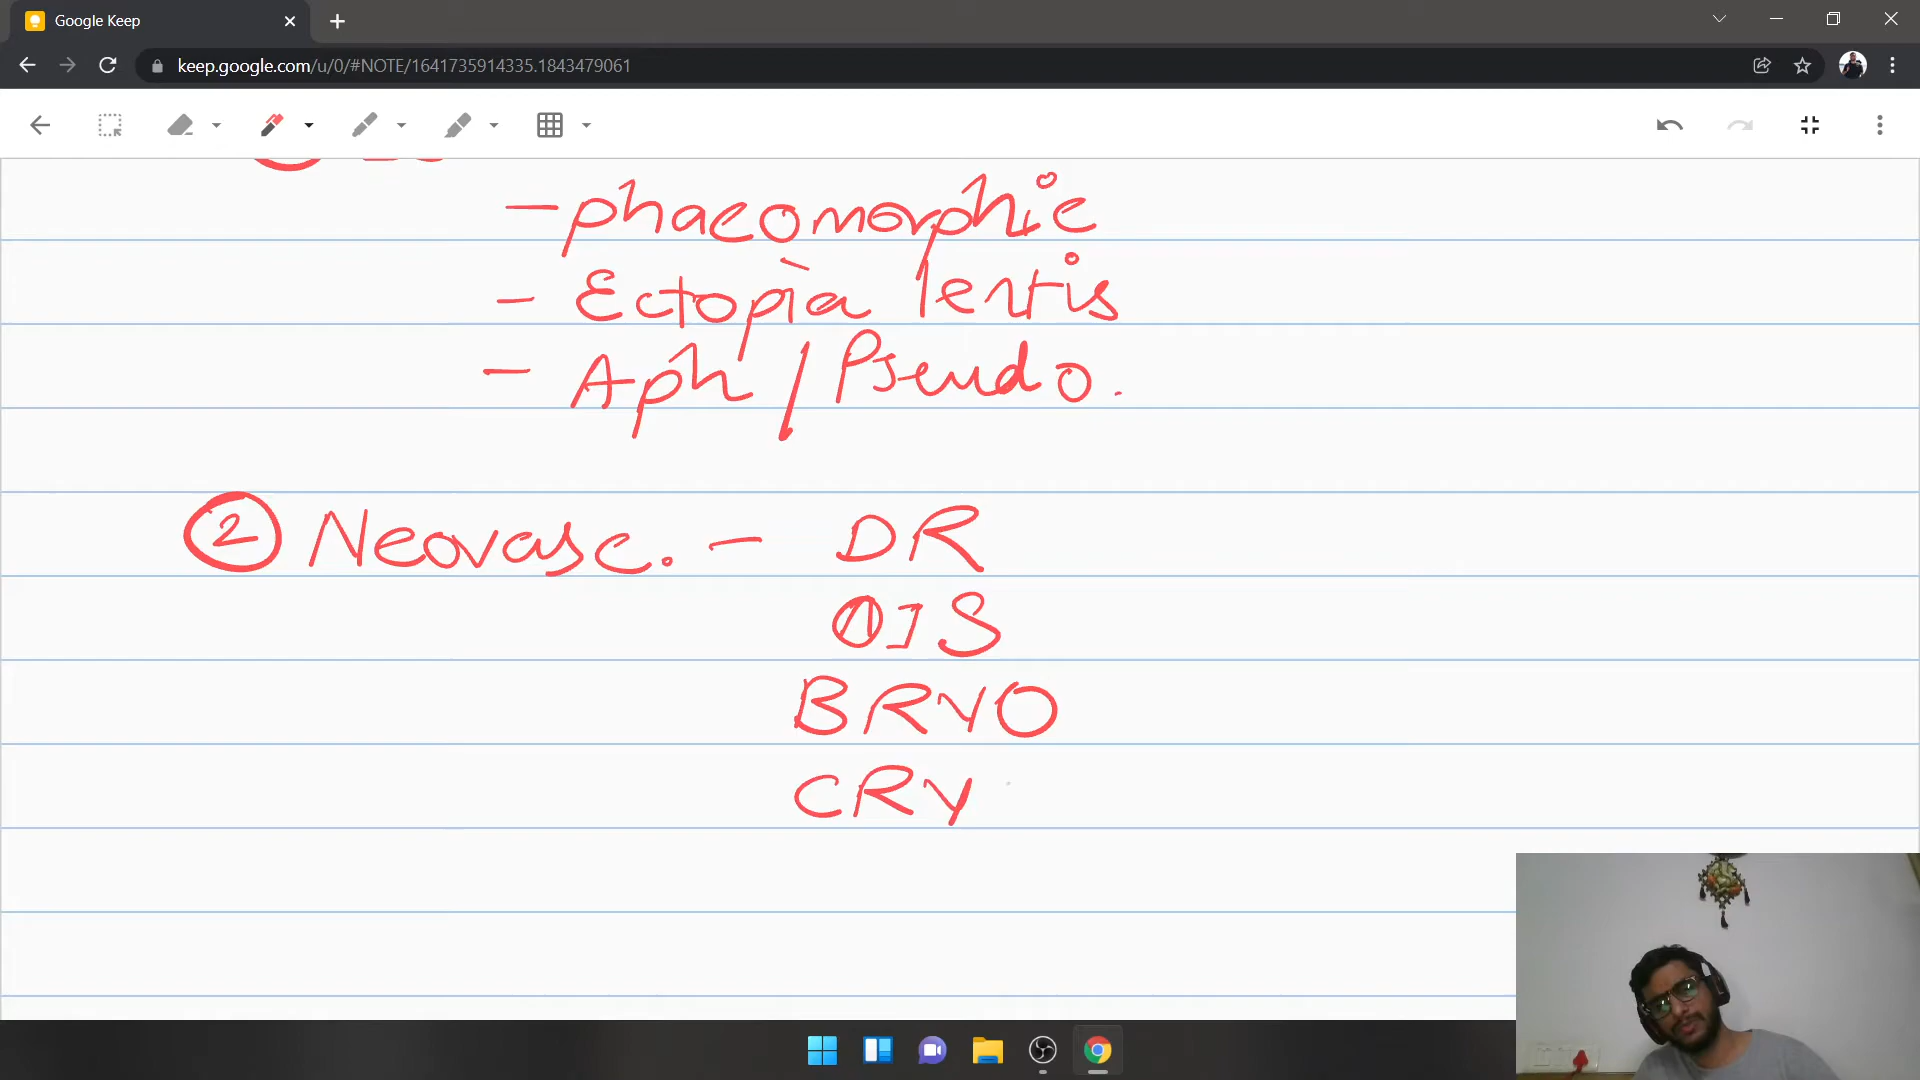 Google Keep
keep.google.com/u/0/#NOTE/1641735914335.1843479061
- phacomorphic
- Ectopia lentis
- Aph / Pseudo.
2 Neovasc. - DR
OIS
BRVO
CRV